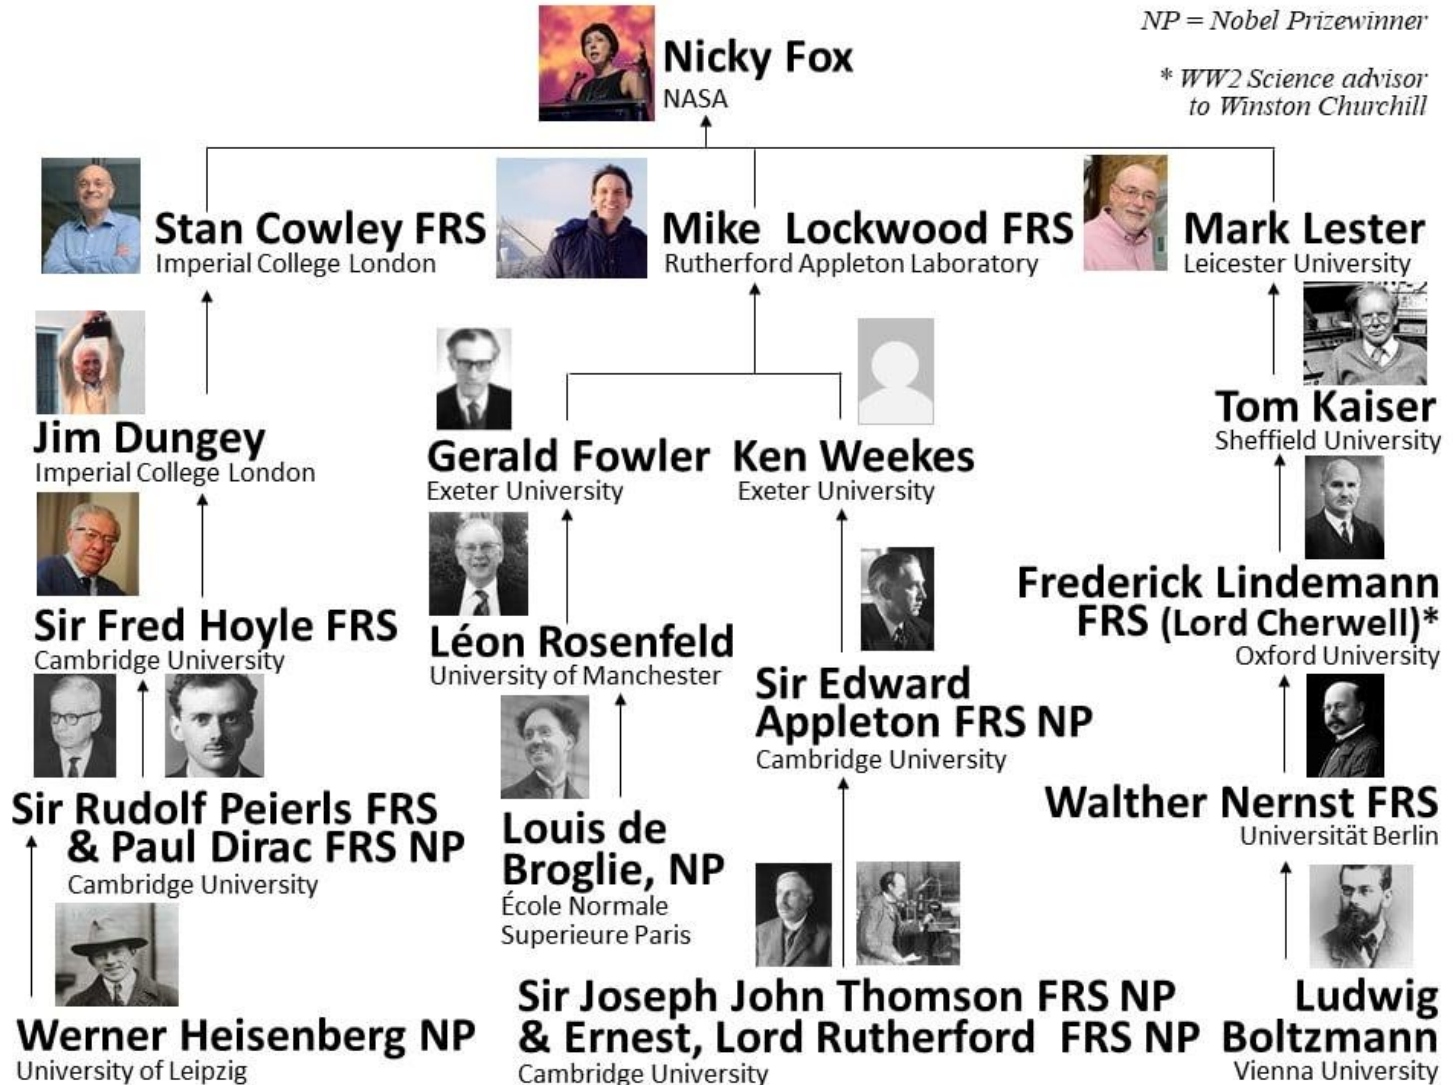 NP = Nobel Prizewinner
* WW2 Science advisor
to Winston Churchill
Nicky Fox
NASA
Stan Cowley FRS
Imperial College London
Mike Lockwood FRS
Rutherford Appleton Laboratory
Mark Lester
Leicester University
Jim Dungey
Imperial College London
Gerald Fowler
Exeter University
Ken Weekes
Exeter University
Tom Kaiser
Sheffield University
Sir Fred Hoyle FRS
Cambridge University
Léon Rosenfeld
University of Manchester
Sir Edward
Appleton FRS NP
Cambridge University
Frederick Lindemann
FRS (Lord Cherwell)*
Oxford University
Sir Rudolf Peierls FRS
& Paul Dirac FRS NP
Cambridge University
Louis de
Broglie, NP
École Normale
Superieure Paris
Walther Nernst FRS
Universität Berlin
Werner Heisenberg NP
University of Leipzig
Sir Joseph John Thomson FRS NP
& Ernest, Lord Rutherford FRS NP
Cambridge University
Ludwig
Boltzmann
Vienna University